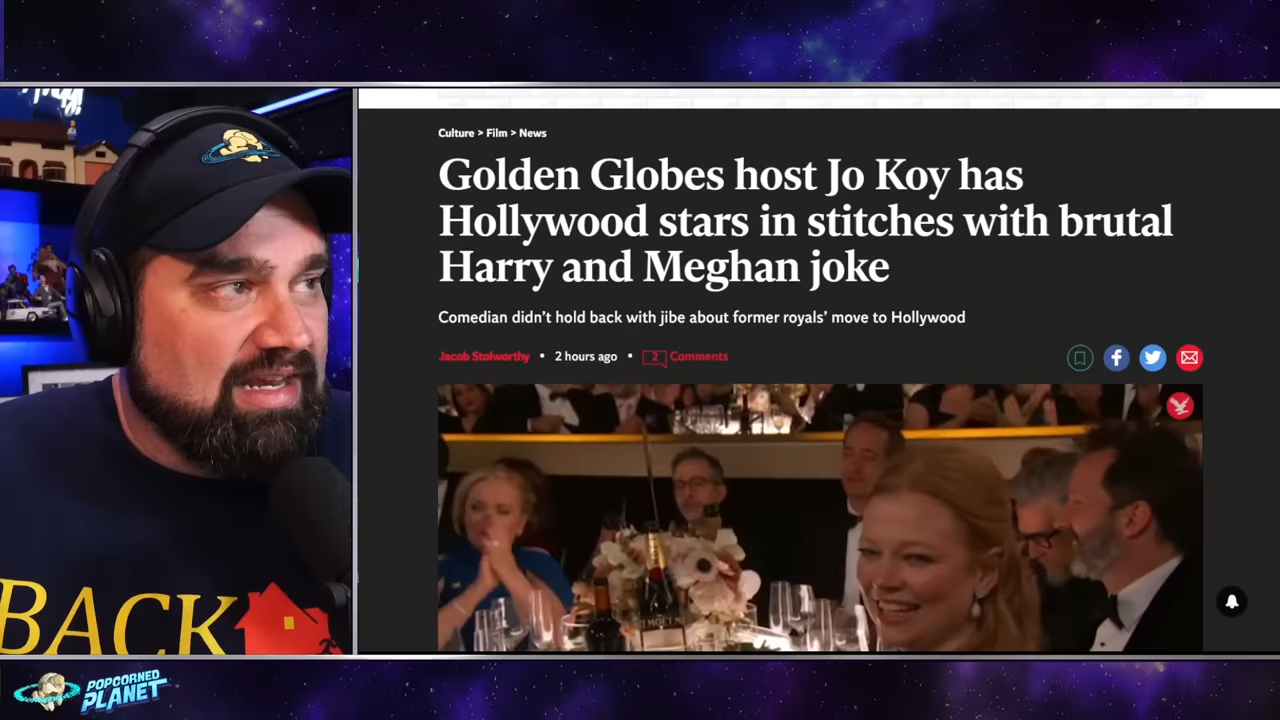 Culture > Film > News
Golden Globes host Jo Koy has
Hollywood stars in stitches with brutal
Harry and Meghan joke
Comedian didn't hold back with jibe about former royals' move to Hollywood
Jacob Stolworthy • 2 hours ago • 2 Comments
BACK
POPCORNED
PLANET